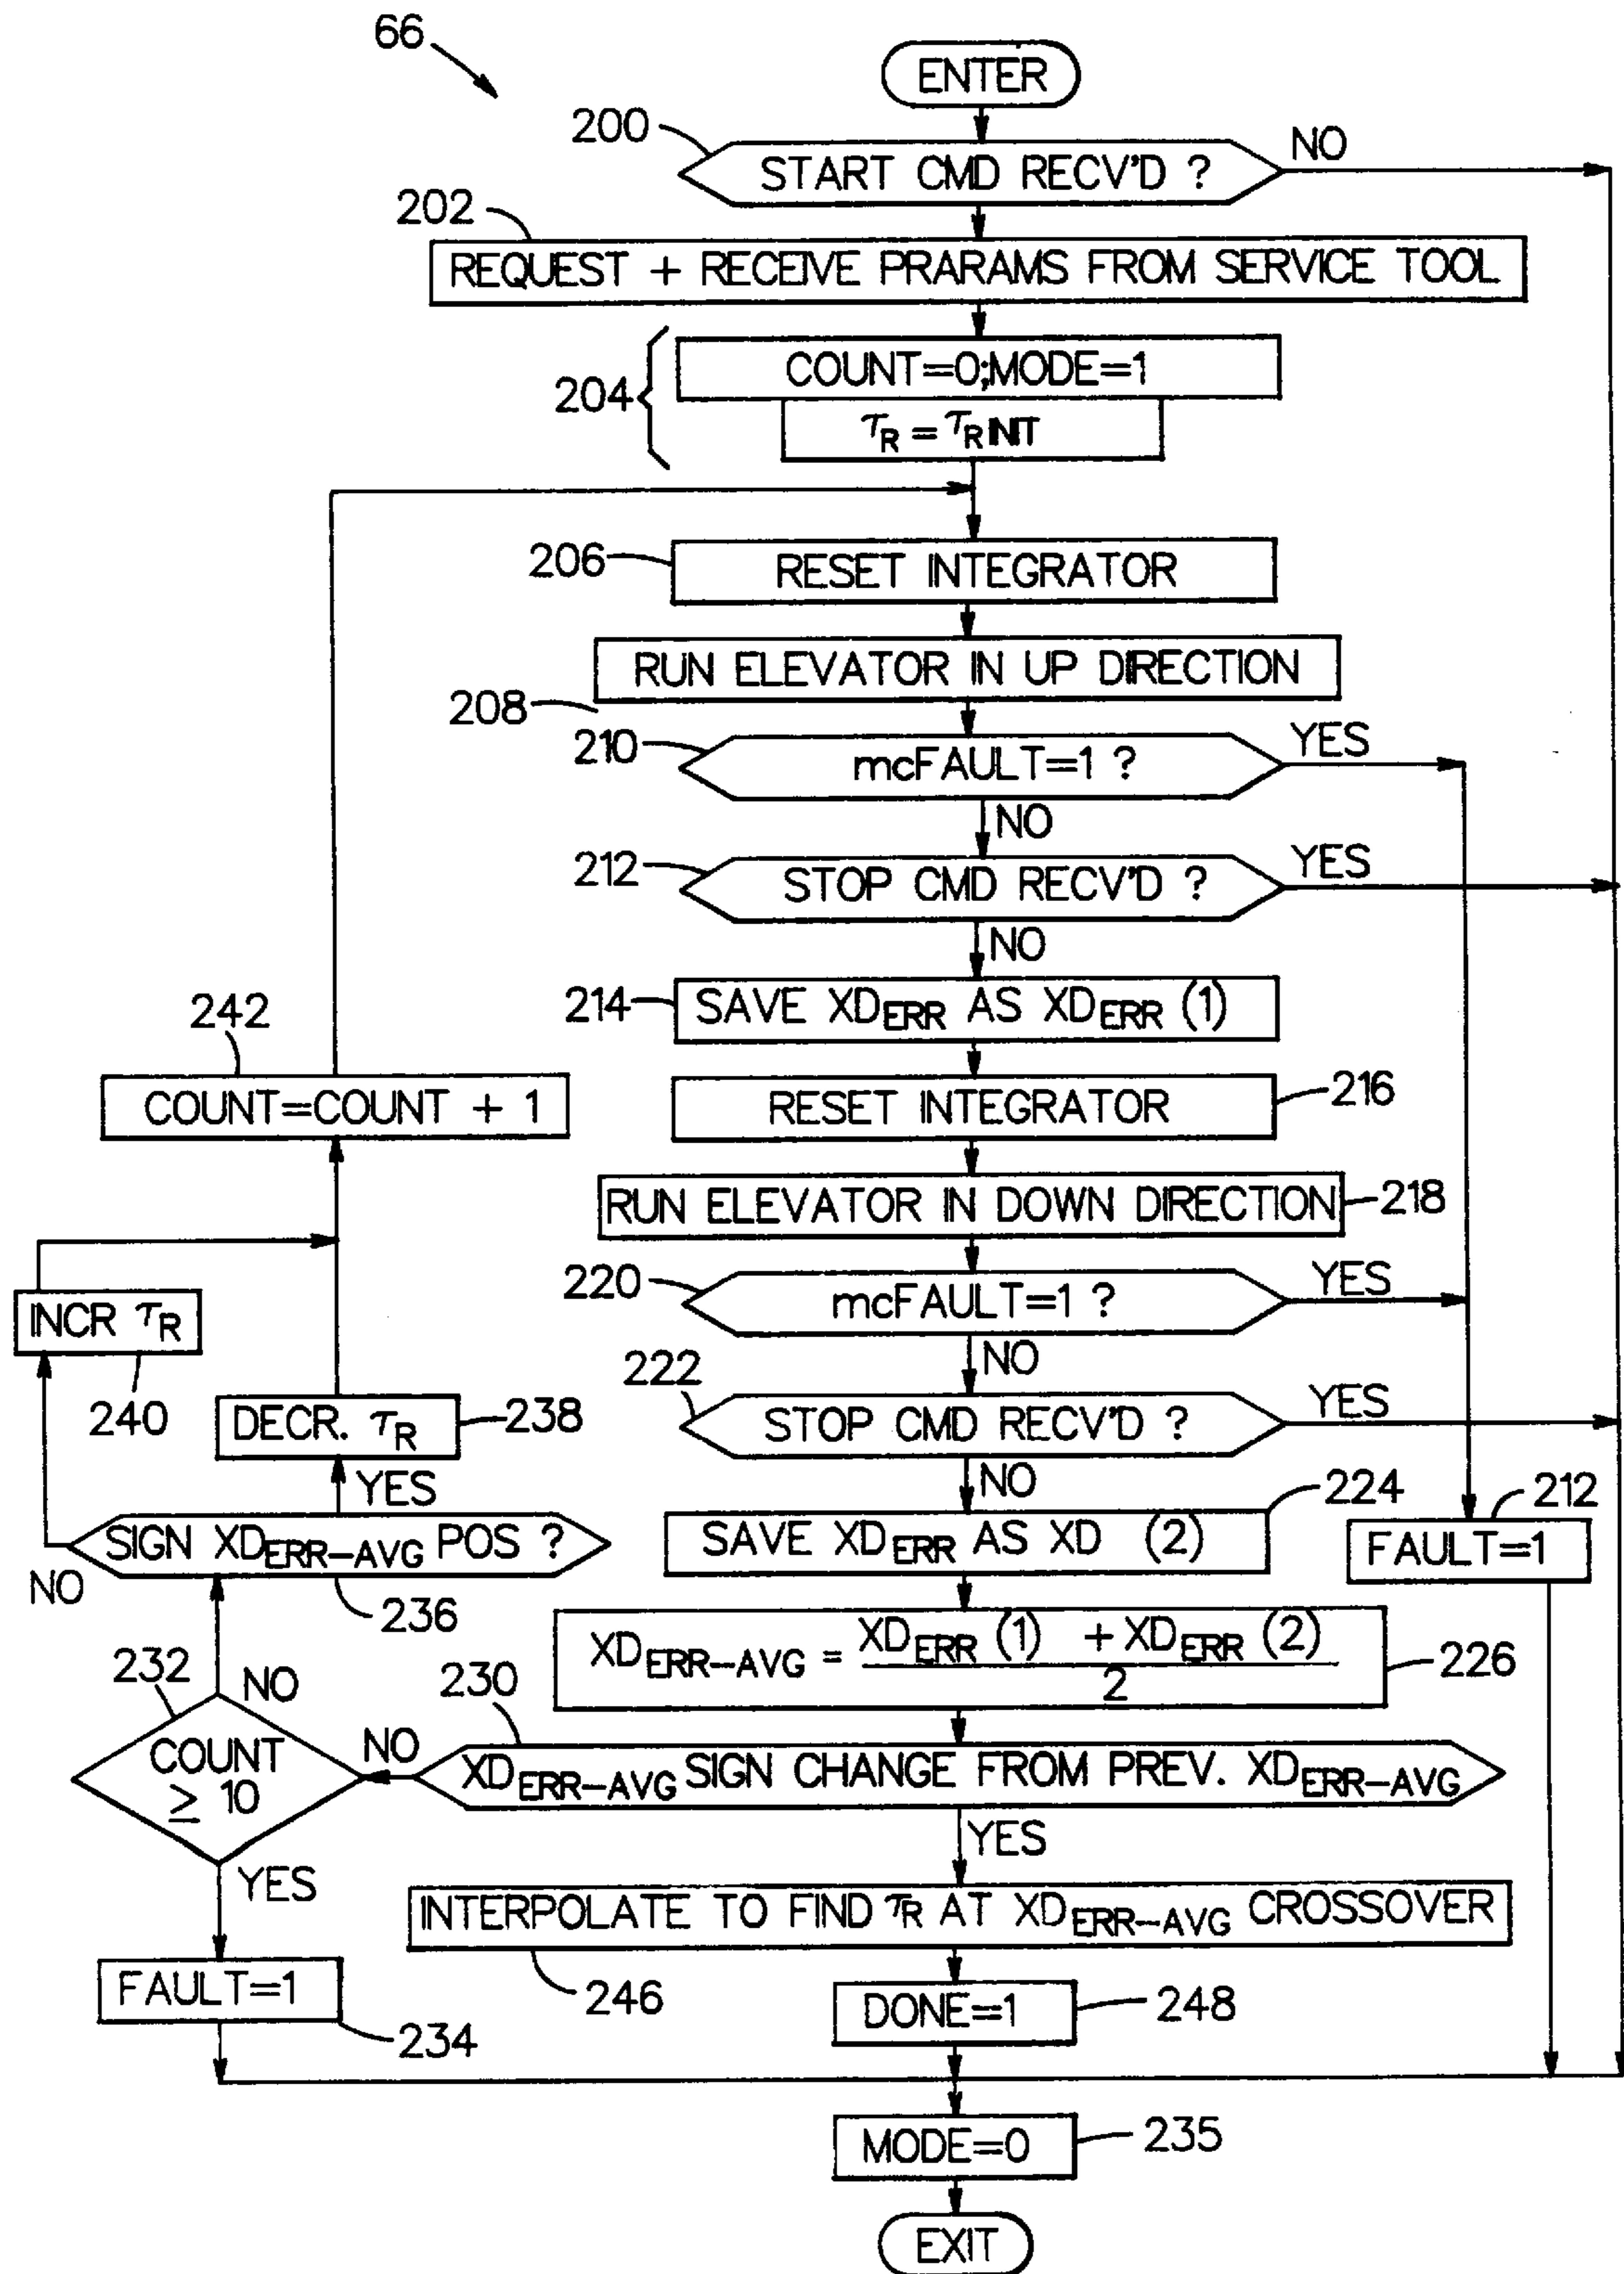 66
ENTER
200
START CMD RECV'D ?
NO
202
REQUEST + RECEIVE PRARAMS FROM SERVICE TOOL
204
COUNT=0;MODE=1
τR = τR INIT
206
RESET INTEGRATOR
RUN ELEVATOR IN UP DIRECTION
208
210
mcFAULT=1 ?
YES
NO
212
STOP CMD RECV'D ?
YES
NO
214
SAVE XDERR AS XDERR (1)
242
COUNT=COUNT + 1
RESET INTEGRATOR
216
RUN ELEVATOR IN DOWN DIRECTION
218
220
mcFAULT=1 ?
YES
NO
INCR τR
240
222
STOP CMD RECV'D ?
YES
NO
DECR. τR
238
YES
224
SAVE XDERR AS XD (2)
212
FAULT=1
SIGN XDERR-AVG POS ?
NO
236
XDERR-AVG = XDERR (1) + XDERR (2)
2
226
232
NO
COUNT
≥ 10
230
NO
XDERR-AVG SIGN CHANGE FROM PREV. XDERR-AVG
YES
YES
INTERPOLATE TO FIND τR AT XDERR-AVG CROSSOVER
246
FAULT=1
234
DONE=1
248
MODE=0
235
EXIT